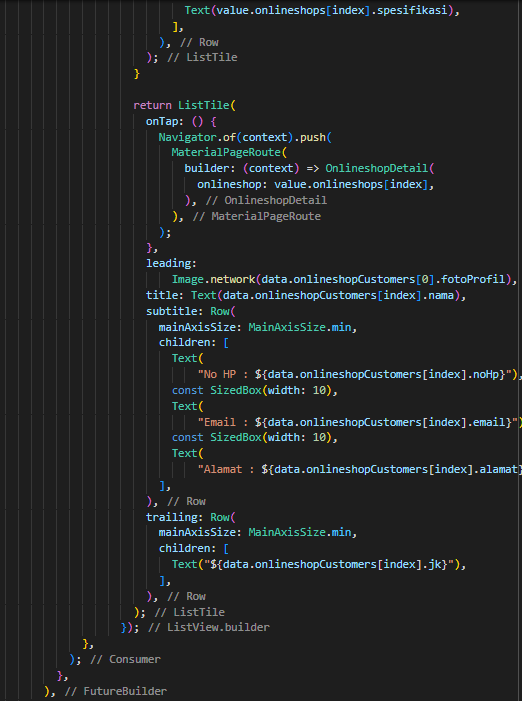 Text(value.onlineshops[index].spesifikasi),
],
), // Row
); // ListTile
}
return ListTile(
onTap: () {
Navigator.of(context).push(
MaterialPageRoute(
builder: (context) => OnlineshopDetail(
onlineshop: value.onlineshops[index],
), // OnlineshopDetail
), // MaterialPageRoute
);
},
leading:
Image.network(data.onlineshopCustomers[0].fotoProfil),
title: Text(data.onlineshopCustomers[index].nama),
subtitle: Row(
mainAxisSize: MainAxisSize.min,
children: [
Text(
"No HP : ${data.onlineshopCustomers[index].noHp}"),
const SizedBox(width: 10),
Text(
"Email : ${data.onlineshopCustomers[index].email}")
const SizedBox(width: 10),
Text(
"Alamat : ${data.onlineshopCustomers[index].alamat}
],
), // Row
trailing: Row(
mainAxisSize: MainAxisSize.min,
children: [
Text("${data.onlineshopCustomers[index].jk}"),
],
), // Row
); // ListTile
}); // ListView.builder
},
); // Consumer
},
), // FutureBuilder